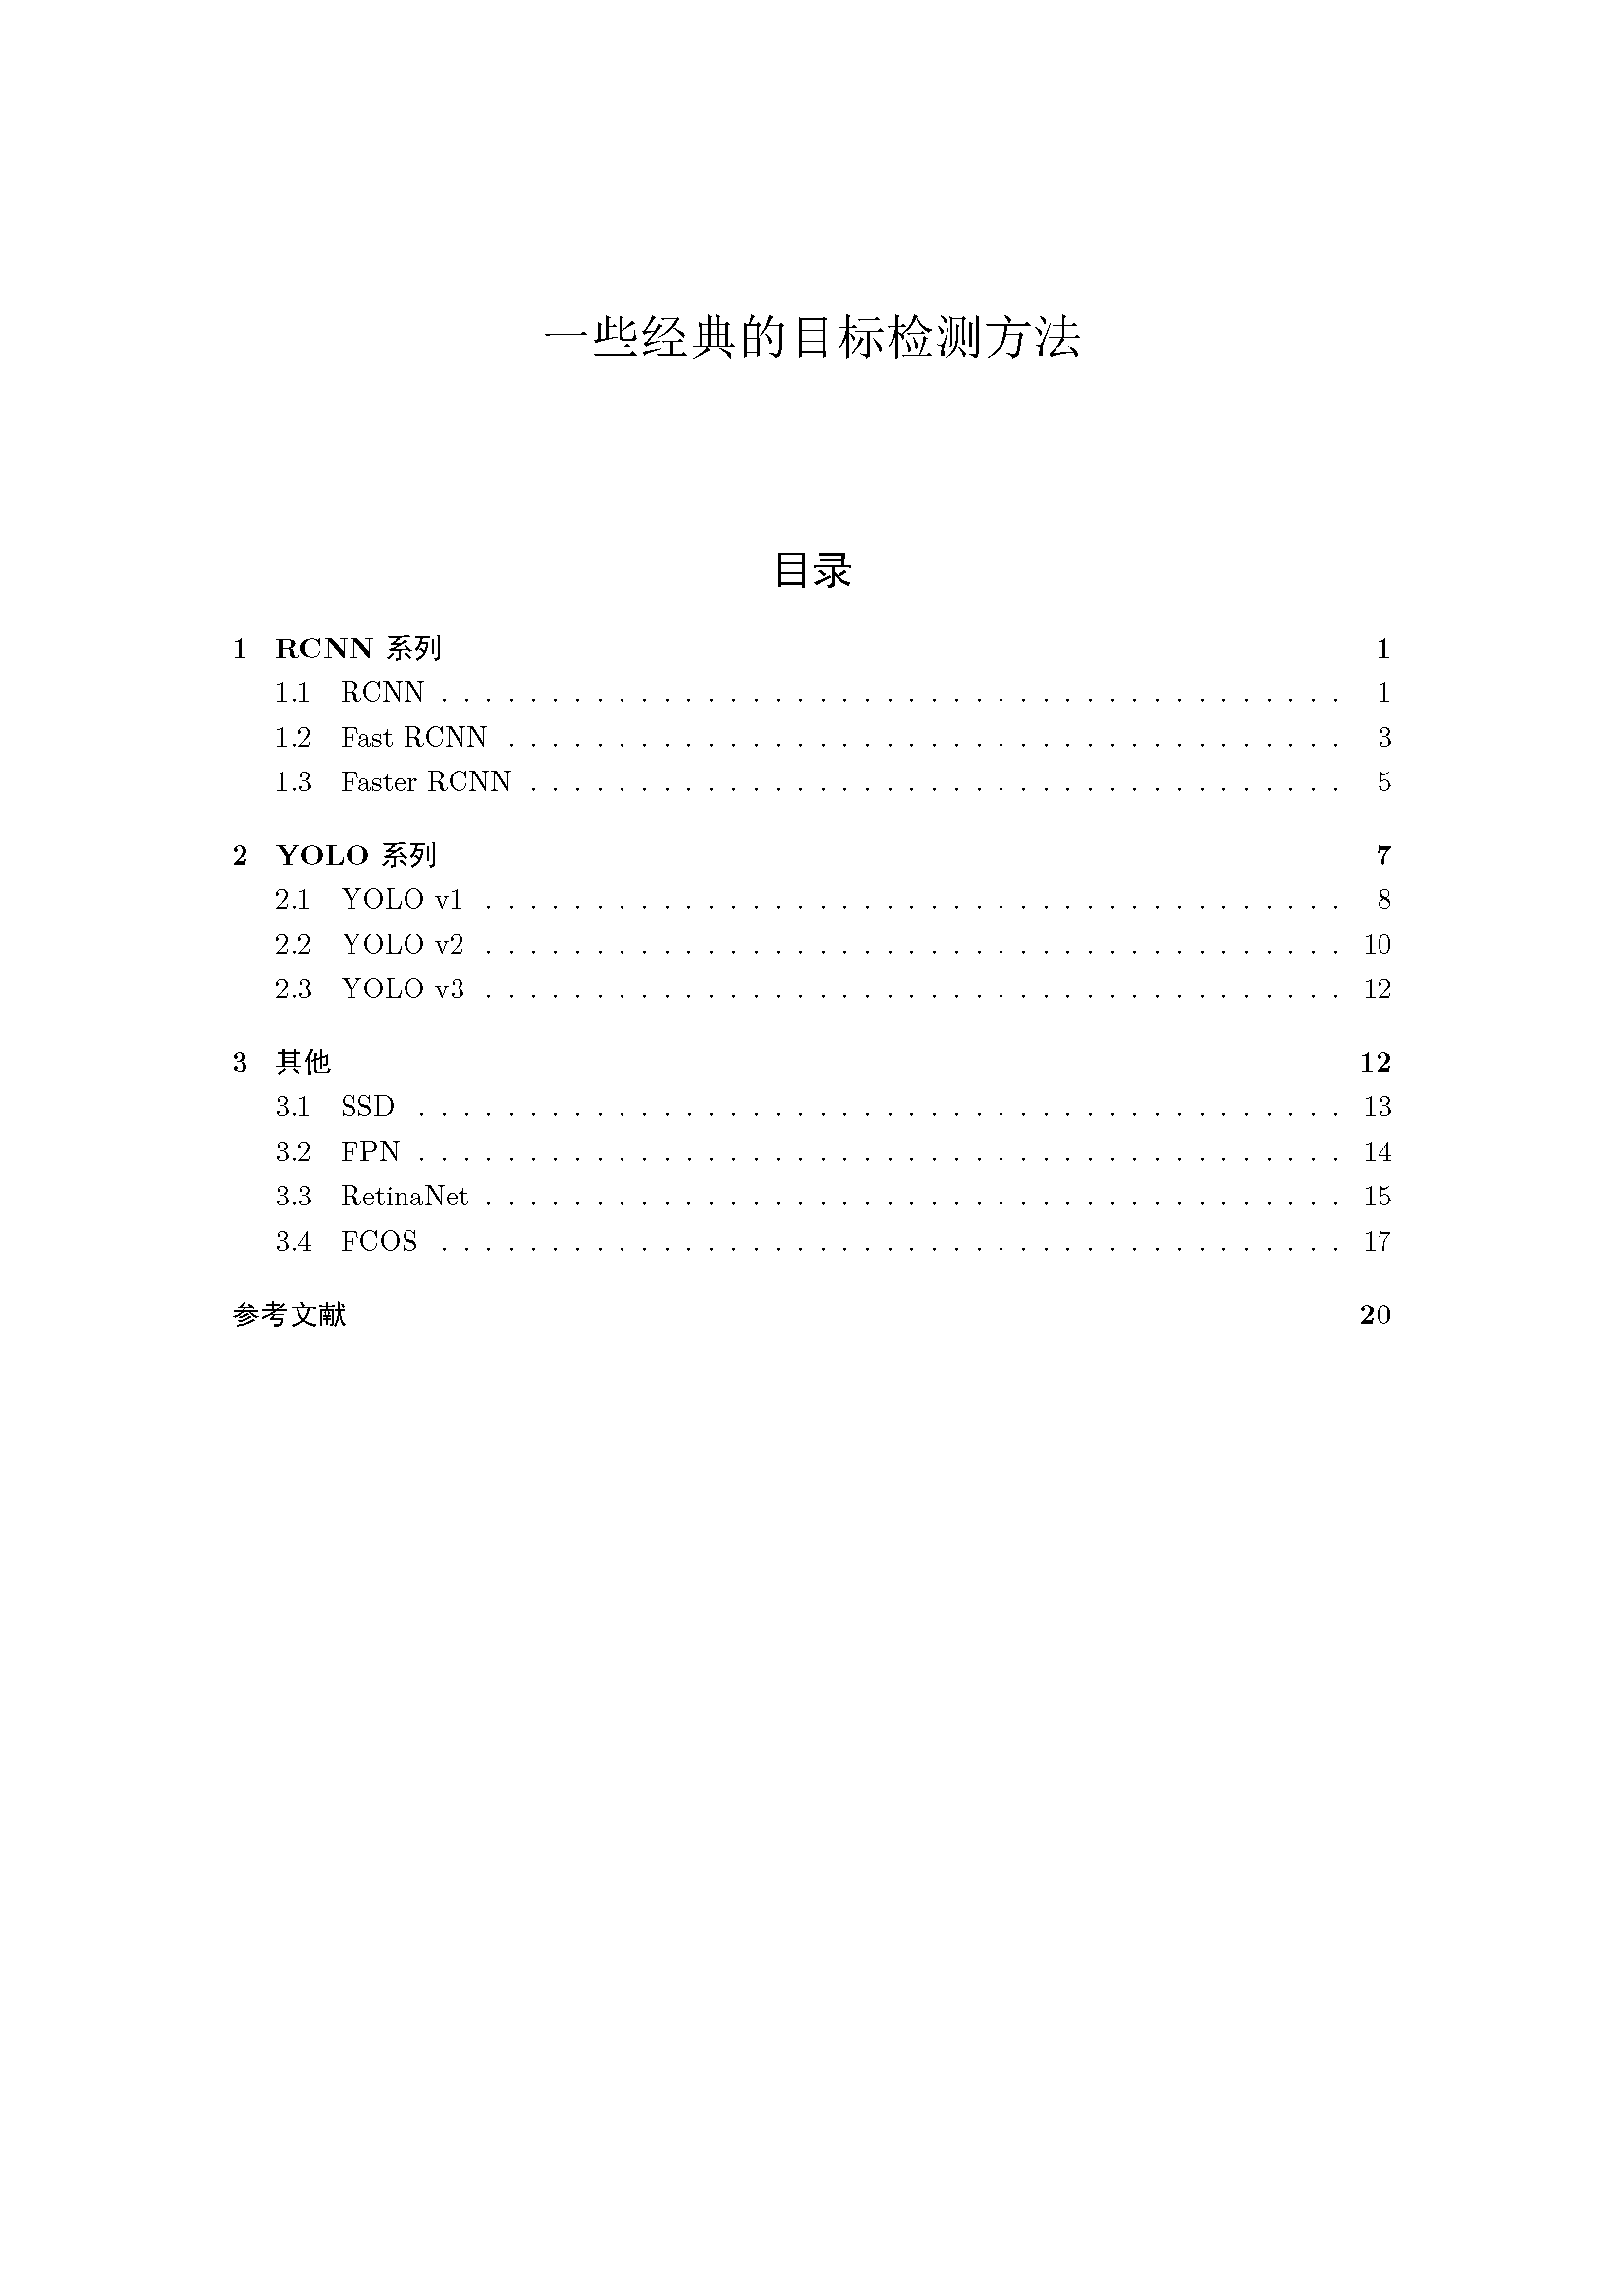 一些经典的目标检测方法
目录
1 RCNN 系列 1
1.1 RCNN . . . . . . . . . . . . . . . . . . . . . . . . . . . . . . . . . . . . . . . . . 1
1.2 Fast RCNN . . . . . . . . . . . . . . . . . . . . . . . . . . . . . . . . . . . . . . 3
1.3 Faster RCNN . . . . . . . . . . . . . . . . . . . . . . . . . . . . . . . . . . . . . 5
2 YOLO 系列 7
2.1 YOLO v1 . . . . . . . . . . . . . . . . . . . . . . . . . . . . . . . . . . . . . . . 8
2.2 YOLO v2 . . . . . . . . . . . . . . . . . . . . . . . . . . . . . . . . . . . . . . . 10
2.3 YOLO v3 . . . . . . . . . . . . . . . . . . . . . . . . . . . . . . . . . . . . . . . 12
3 其他 12
3.1 SSD . . . . . . . . . . . . . . . . . . . . . . . . . . . . . . . . . . . . . . . . . . 13
3.2 FPN . . . . . . . . . . . . . . . . . . . . . . . . . . . . . . . . . . . . . . . . . . 14
3.3 RetinaNet . . . . . . . . . . . . . . . . . . . . . . . . . . . . . . . . . . . . . . . 15
3.4 FCOS . . . . . . . . . . . . . . . . . . . . . . . . . . . . . . . . . . . . . . . . . 17
参考文献 20